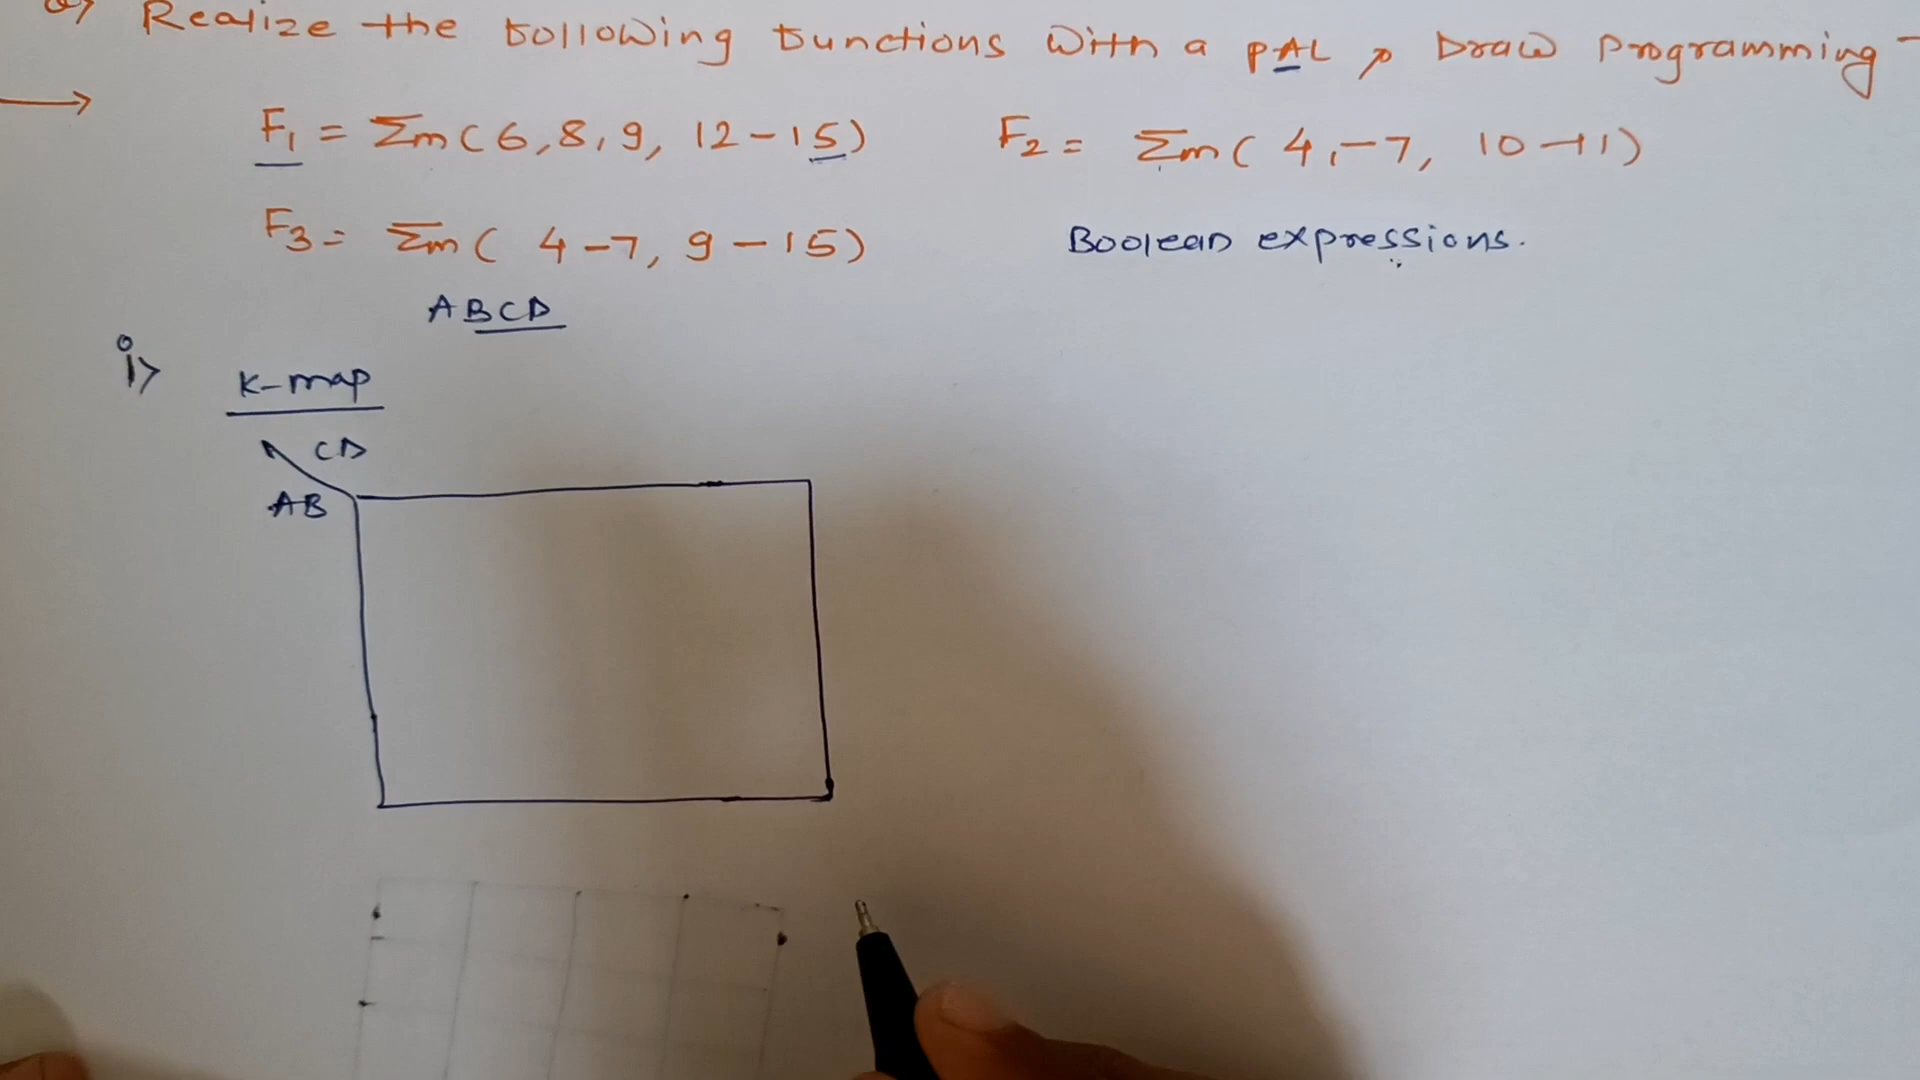 Realize the following functions with a PAL, Draw programming
F1 = Σm(6,8,9, 12-15) F2 = Σm( 4,-7, 10-11)
F3 = Σm( 4-7, 9-15) Boolean expressions.
ABCD
i>
K-map
CD
AB